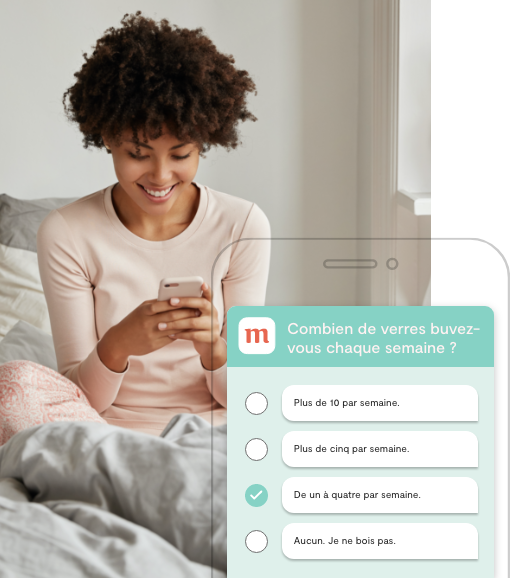 m
Combien de verres buvez-
vous chaque semaine ?
Plus de 10 par semaine.
Plus de cinq par semaine.
De un à quatre par semaine.
Aucun. Je ne bois pas.